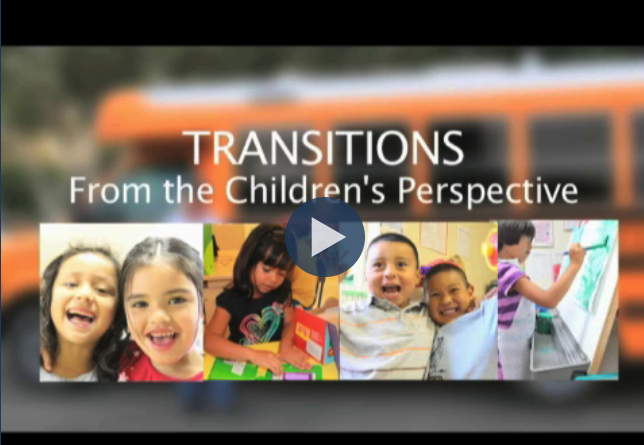 TRANSITIONS
From the Children's Perspective